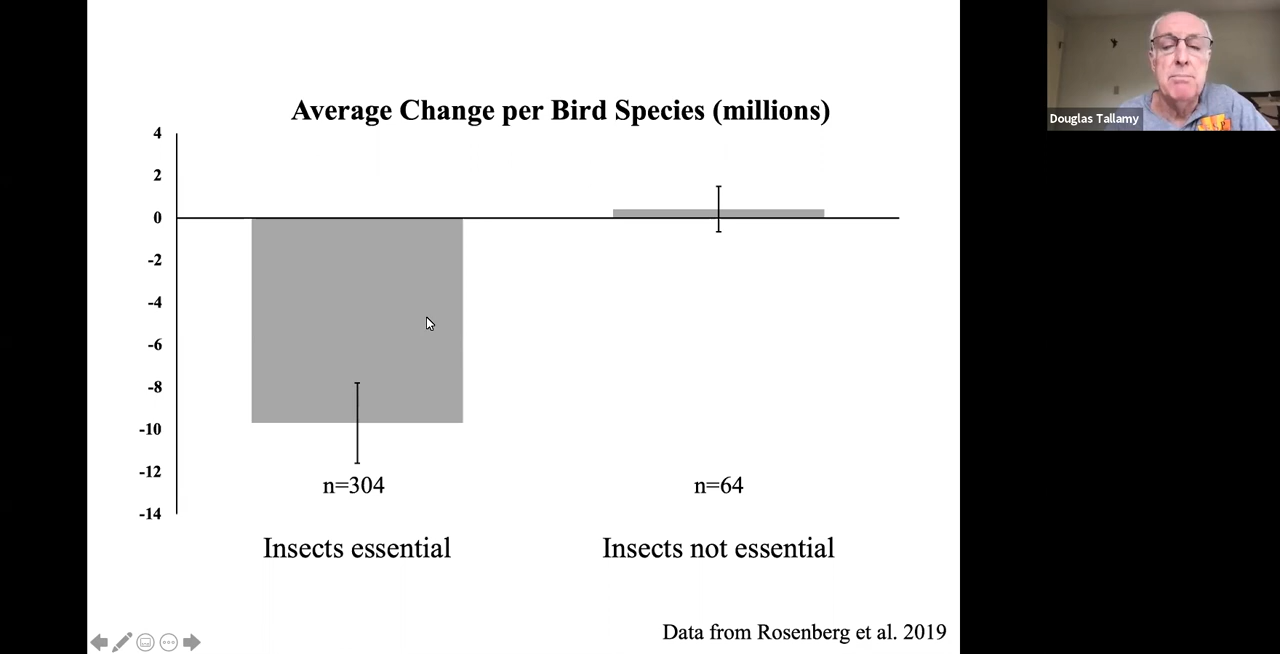 Average Change per Bird Species (millions)
4
2
0
-2
-4
-6
-8
-10
-12
-14
n=304
n=64
Insects essential
Insects not essential
Data from Rosenberg et al. 2019
Douglas Tallamy